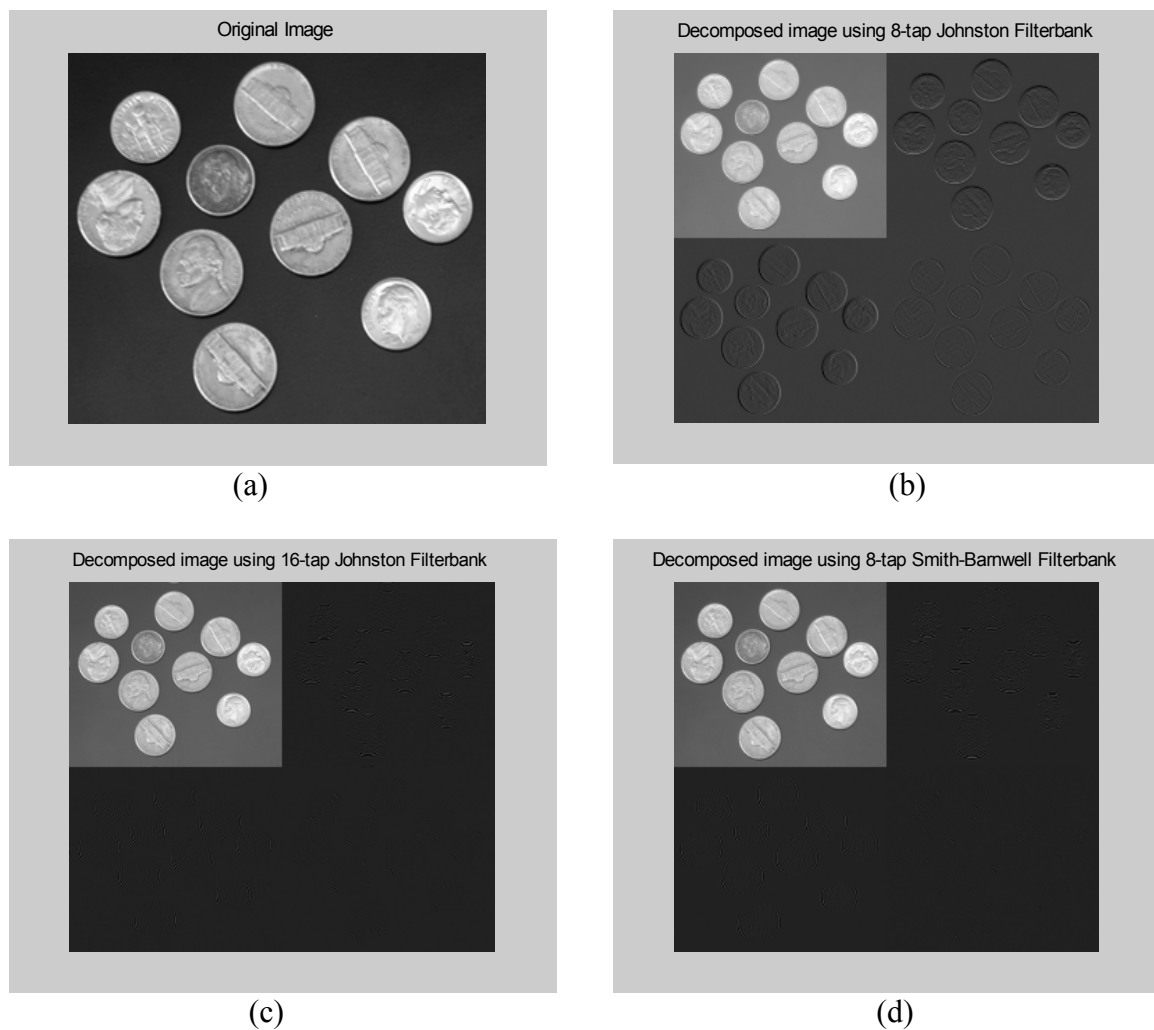 Original Image
Decomposed image using 8-tap Johnston Filterbank
(a)
(b)
Decomposed image using 16-tap Johnston Filterbank
Decomposed image using 8-tap Smith-Barnwell Filterbank
(c)
(d)